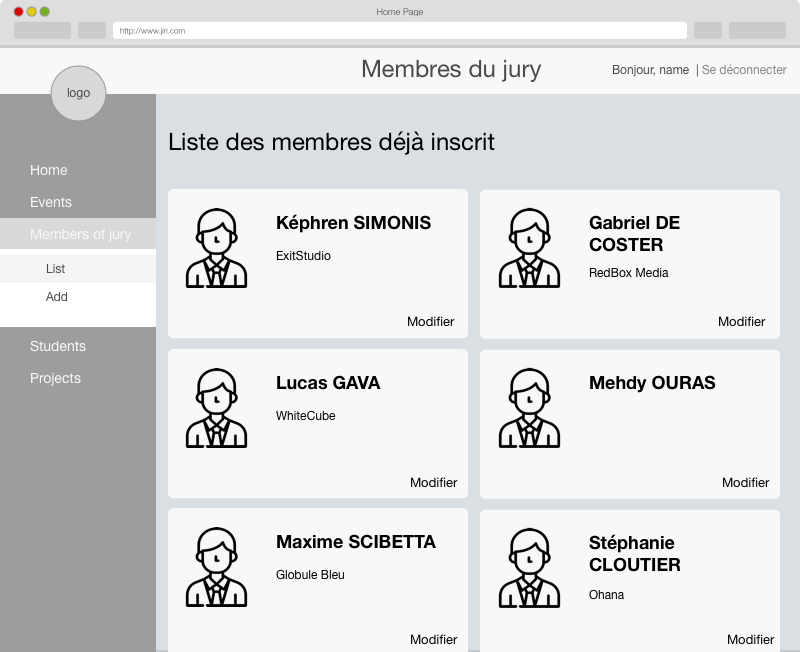 Home Page
http://www.jiri.com
Membres du jury
Bonjour, name | Se déconnecter
logo
Home
Events
Members of jury
List
Add
Students
Projects
Liste des membres déjà inscrit
Képhren SIMONIS
ExitStudio
Modifier
Gabriel DE
COSTER
RedBox Media
Modifier
Lucas GAVA
WhiteCube
Modifier
Mehdy OURAS
Modifier
Maxime SCIBETTA
Globule Bleu
Modifier
Stéphanie
CLOUTIER
Ohana
Modifier